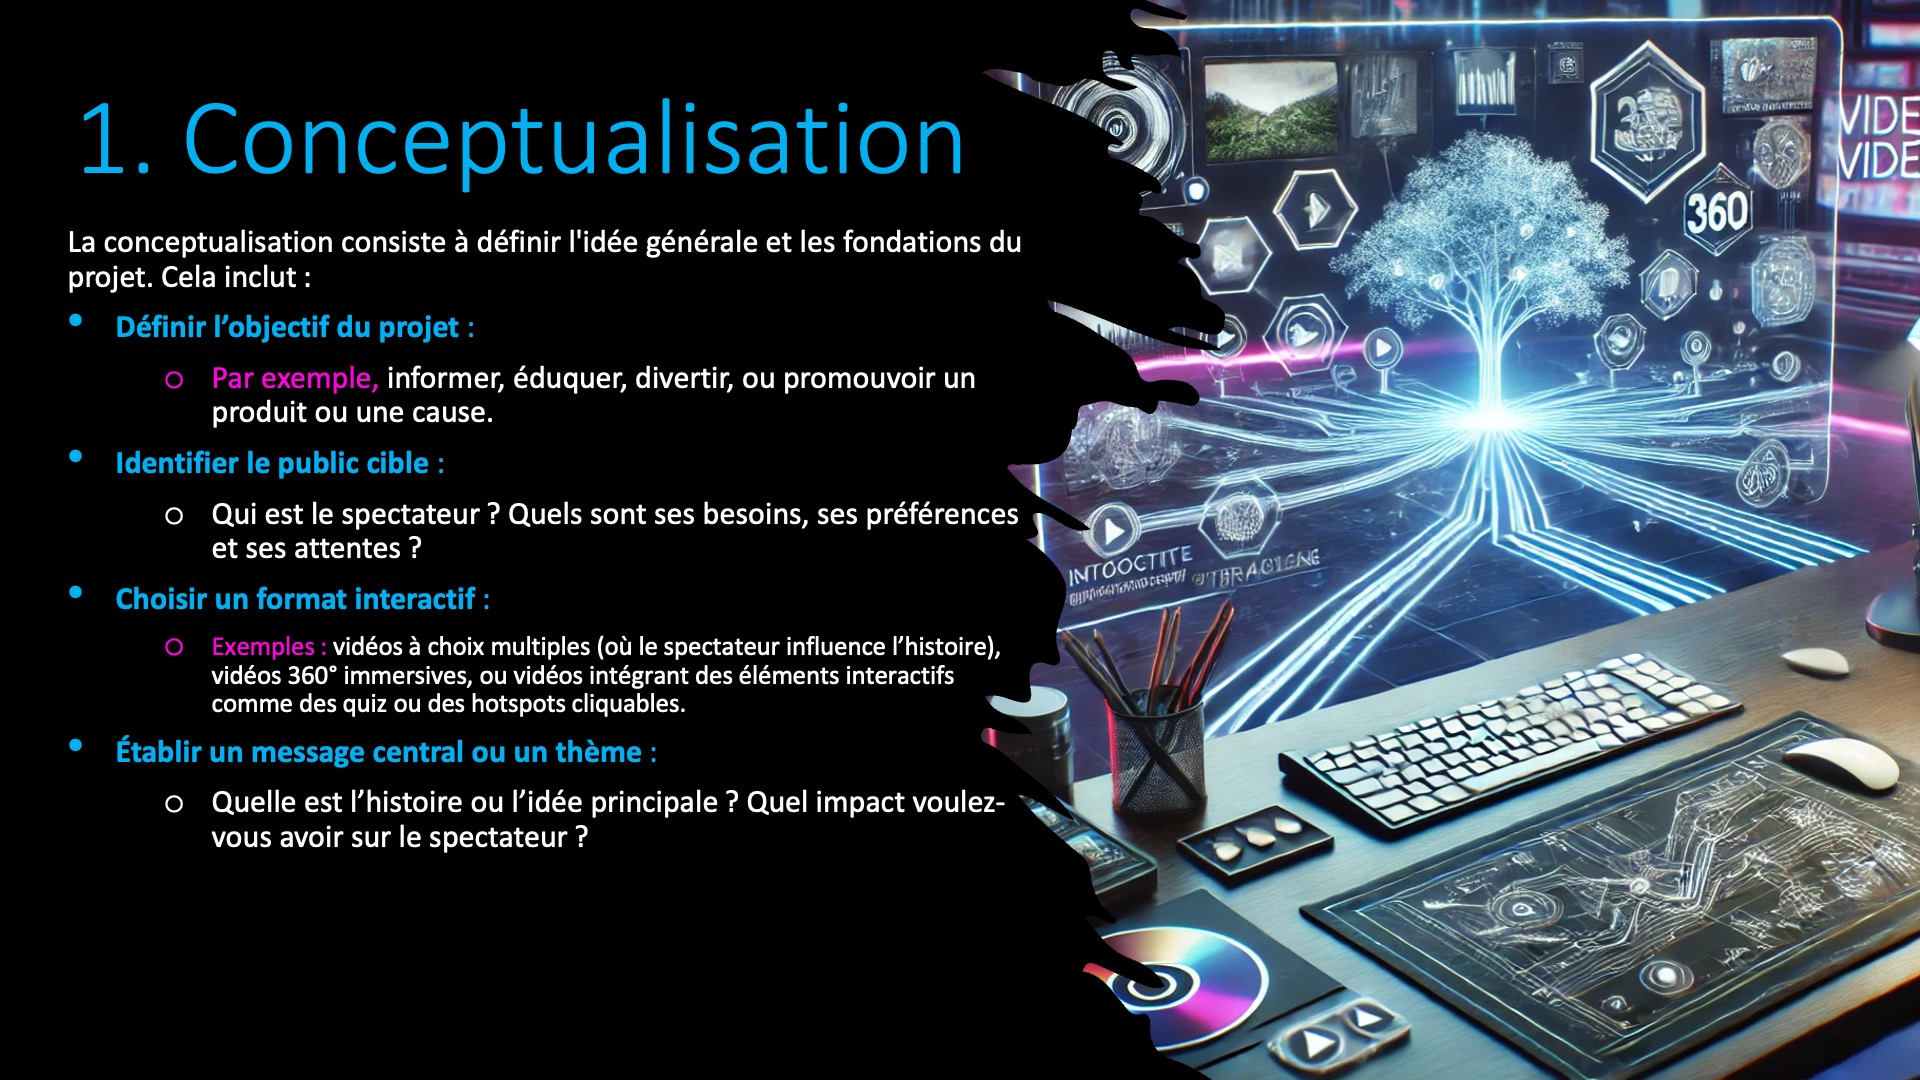 1. Conceptualisation
La conceptualisation consiste à définir l'idée générale et les fondations du
projet. Cela inclut :
• Définir l’objectif du projet :
o Par exemple, informer, éduquer, divertir, ou promouvoir un
produit ou une cause.
• Identifier le public cible :
o Qui est le spectateur ? Quels sont ses besoins, ses préférences
et ses attentes ?
• Choisir un format interactif :
o Exemples : vidéos à choix multiples (où le spectateur influence l’histoire),
vidéos 360° immersives, ou vidéos intégrant des éléments interactifs
comme des quiz ou des hotspots cliquables.
• Établir un message central ou un thème :
o Quelle est l’histoire ou l’idée principale ? Quel impact voulez-
vous avoir sur le spectateur ?
360
VIDE
VIDE
INTOOCTITE